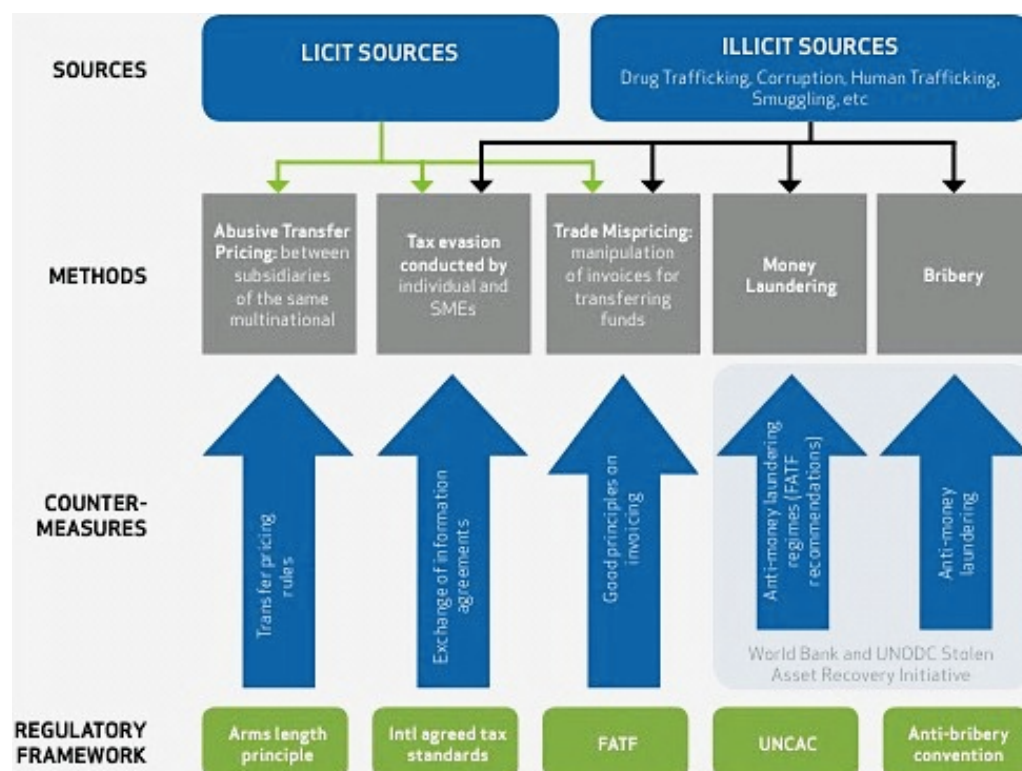 SOURCES
LICIT SOURCES
ILLICIT SOURCES
Drug Trafficking, Corruption, Human Trafficking,
Smuggling, etc
METHODS
Abusive Transfer
Pricing: between
subsidiaries
of the same
multinational
Tax evasion
conducted by
individual and
SMEs
Trade Mispricing:
manipulation
of invoices for
transferring
funds
Money
Laundering
Bribery
COUNTER-
MEASURES
Transfer pricing
rules
Exchange of information
agreements
Good principles on
invoicing
Anti-money laundering
regimes (FATF
recommendations)
Anti-money
laundering
World Bank and UNODC Stolen
Asset Recovery Initiative
REGULATORY
FRAMEWORK
Arms length
principle
Intl agreed tax
standards
FATF
UNCAC
Anti-bribery
convention